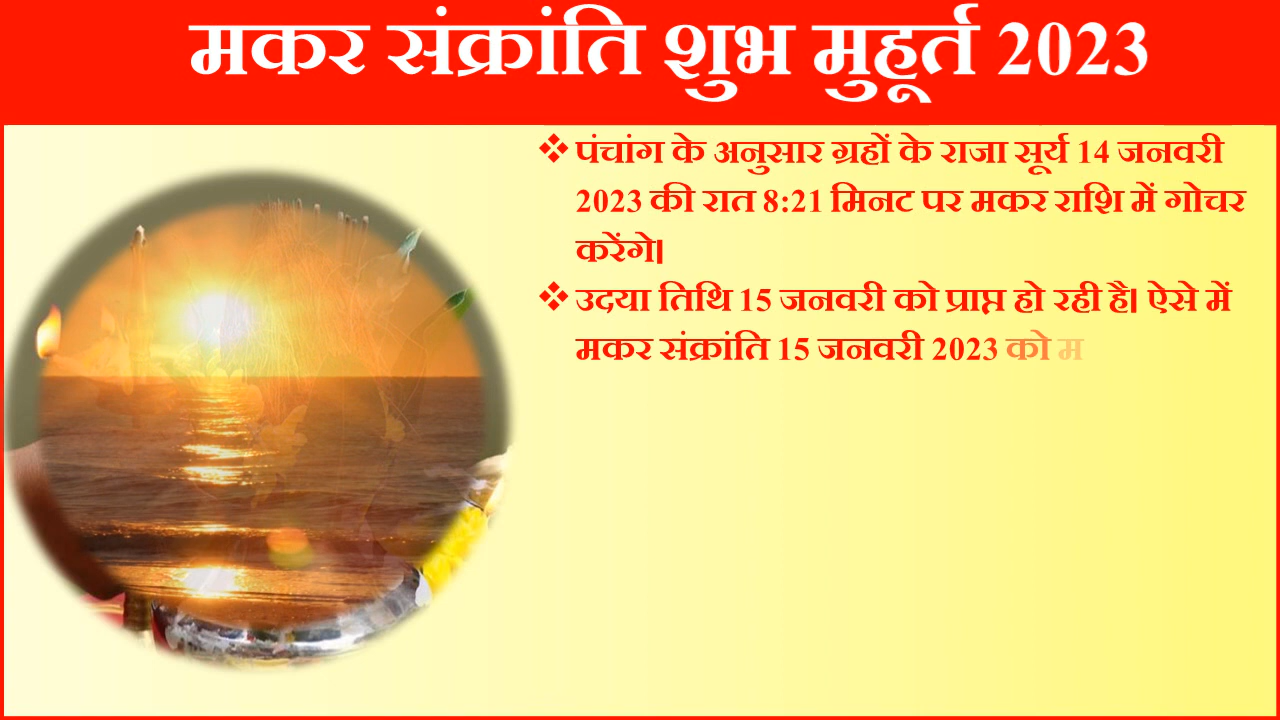 मकर संक्रांति शुभ मुहूर्त 2023
❖ पंचांग के अनुसार ग्रहों के राजा सूर्य 14 जनवरी
2023 की रात 8:21 मिनट पर मकर राशि में गोचर
करेंगे।
❖ उदया तिथि 15 जनवरी को प्राप्त हो रही है। ऐसे में
मकर संक्रांति 15 जनवरी 2023 को म